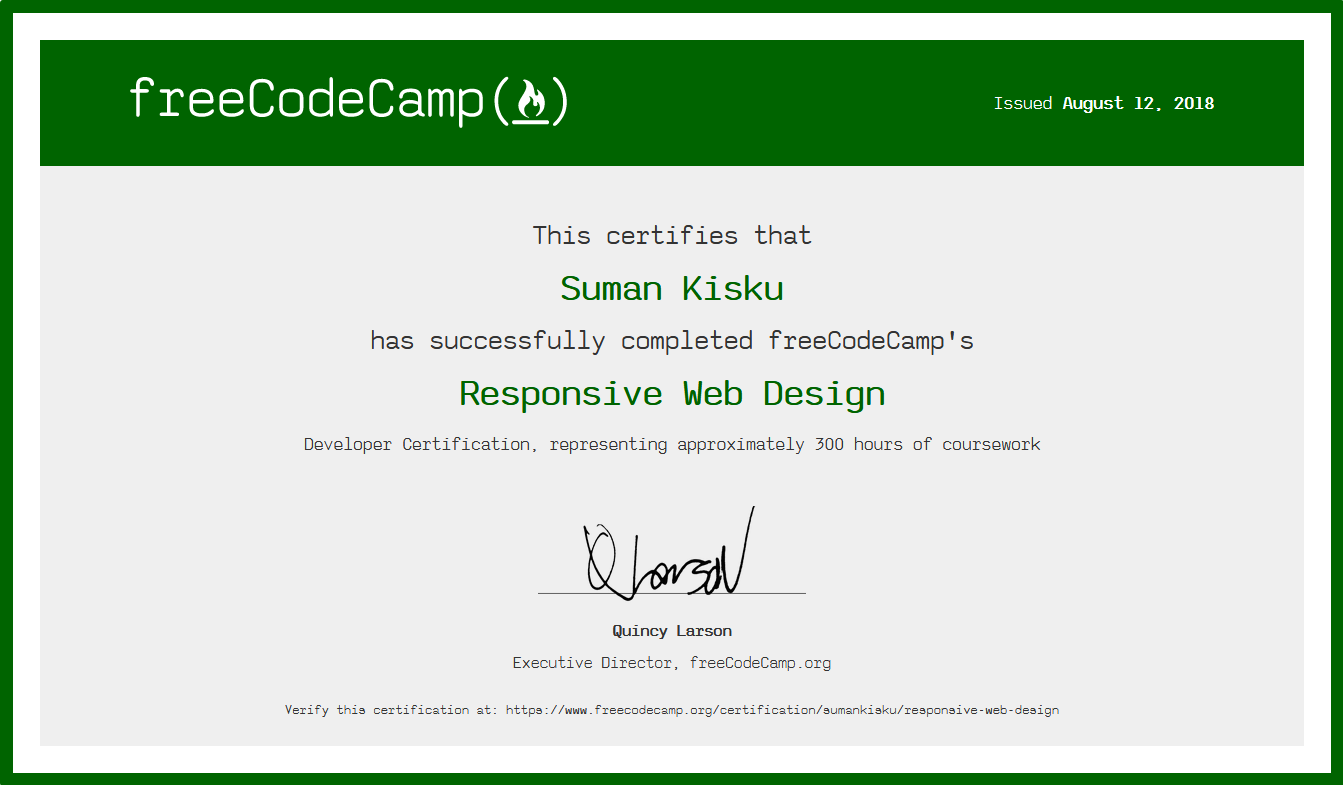 freeCodeCamp(🔥)
Issued August 12, 2018
This certifies that
Suman Kisku
has successfully completed freeCodeCamp's
Responsive Web Design
Developer Certification, representing approximately 300 hours of coursework
Q Larson
Quincy Larson
Executive Director, freeCodeCamp.org
Verify this certification at: https://www.freecodecamp.org/certification/sumankisku/responsive-web-design